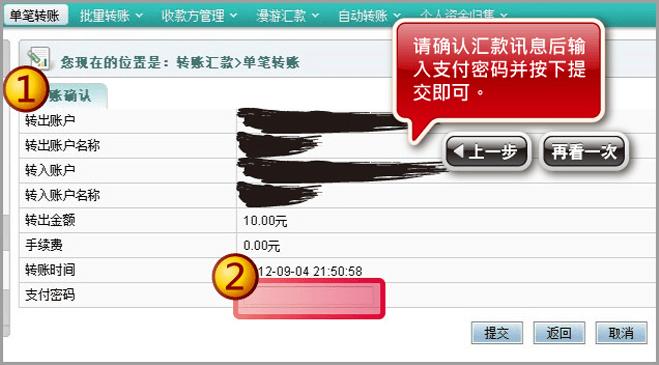 单笔转账 批量转账 收款方管理 漫游汇款 自动转账 个人资金归集
您现在的位置是：转账汇款>单笔转账
请确认汇款讯息后输
入支付密码并按下提
交即可。
1
账确认
上一步 再看一次
转出账户
转出账户名称
转入账户
转入账户名称
转出金额 10.00元
手续费 0.00元
转账时间 12-09-04 21:50:58
2
支付密码
提交 返回 取消